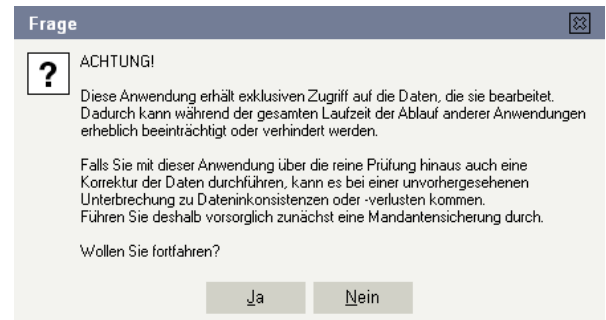 Frage
ACHTUNG!
Diese Anwendung erhält exklusiven Zugriff auf die Daten, die sie bearbeitet.
Dadurch kann während der gesamten Laufzeit der Ablauf anderer Anwendungen
erheblich beeinträchtigt oder verhindert werden.
Falls Sie mit dieser Anwendung über die reine Prüfung hinaus auch eine
Korrektur der Daten durchführen, kann es bei einer unvorhergesehenen
Unterbrechung zu Dateninkonsistenzen oder -verlusten kommen.
Führen Sie deshalb vorsorglich zunächst eine Mandantensicherung durch.
Wollen Sie fortfahren?
Ja Nein